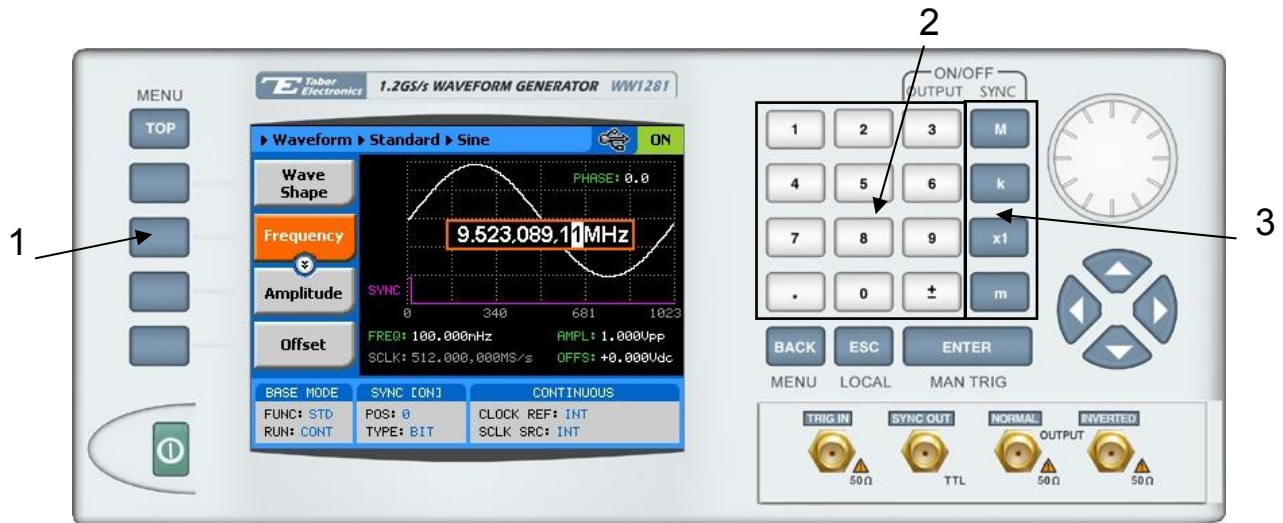 2
1
3
MENU
TOP
TE Tabor Electronics 1.2GS/s WAVEFORM GENERATOR WW1281
Waveform Standard Sine ON
Wave Shape
Frequency
Amplitude
Offset
PHASE: 0.0
9.523,089,11MHz
SYNC
0 340 681 1023
FREQ: 100.000mHz AMPL: 1.000Vpp
SCLK: 512.000,000MS/s OFFS: +0.000Vdc
BASE MODE SYNC [ON] CONTINUOUS
FUNC: STD POS: 0 CLOCK REF: INT
RUN: CONT TYPE: BIT SCLK SRC: INT
ON/OFF
OUTPUT SYNC
1 2 3 M
4 5 6 k
7 8 9 x1
. 0 ± m
BACK ESC ENTER
MENU LOCAL MAN TRIG
TRIG IN SYNC OUT NORMAL INVERTED
OUTPUT
50Ω TTL 50Ω 50Ω